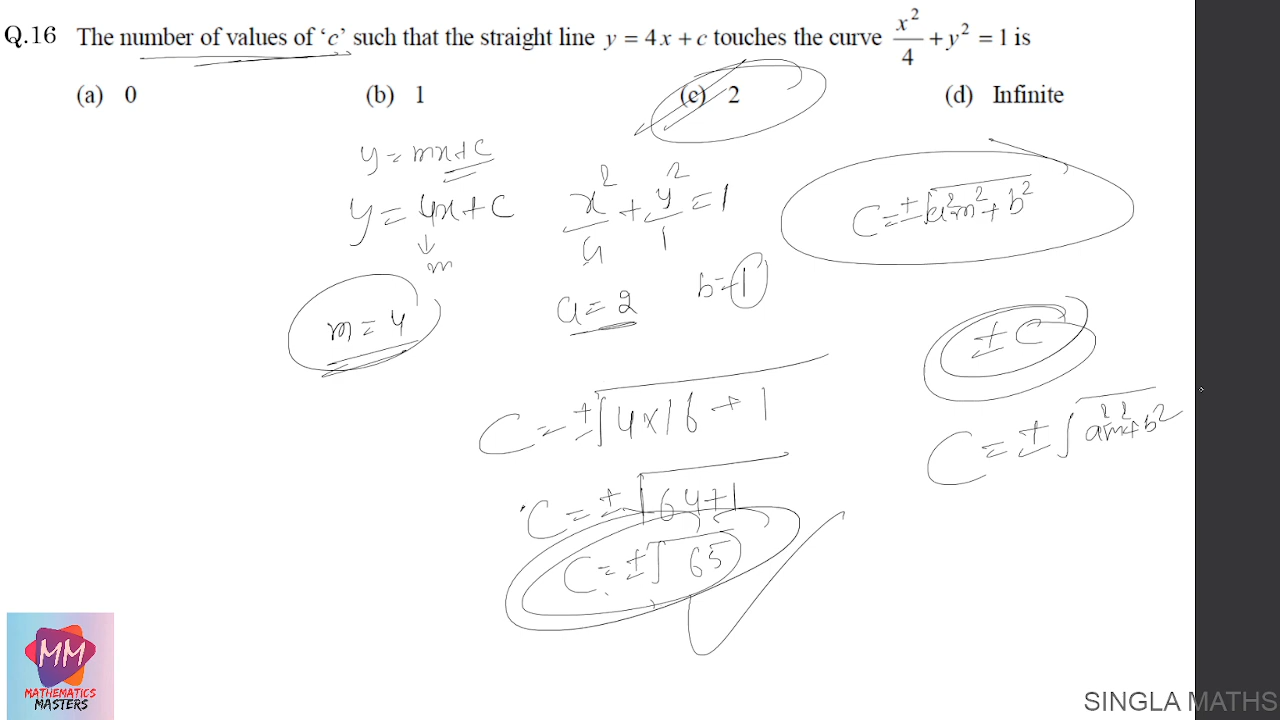 Q.16 The number of values of ‘c’ such that the straight line y = 4x + c touches the curve x²/4 + y² = 1 is
(a) 0 (b) 1 (c) 2 (d) Infinite
y = mx + c
y = 4x + c
m
m = 4
x²/4 + y²/1 = 1
a = 2 b = 1
C = ±√a²m² + b²
± C
C = ±√a²m² + b²
C = ±√4×16 + 1
C = ±√64+1
C = ±√65
MM
MATHEMATICS
MASTERS
SINGLA MATHS